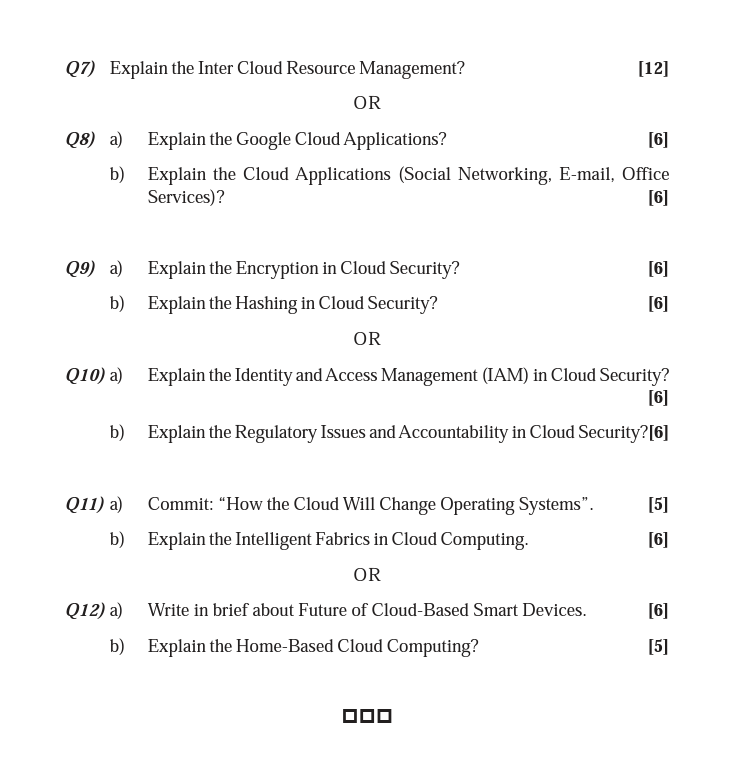 Q7) Explain the Inter Cloud Resource Management? [12]
OR
Q8) a) Explain the Google Cloud Applications? [6]
b) Explain the Cloud Applications (Social Networking, E-mail, Office
Services)? [6]
Q9) a) Explain the Encryption in Cloud Security? [6]
b) Explain the Hashing in Cloud Security? [6]
OR
Q10) a) Explain the Identity and Access Management (IAM) in Cloud Security?
[6]
b) Explain the Regulatory Issues and Accountability in Cloud Security?[6]
Q11) a) Commit: “How the Cloud Will Change Operating Systems”. [5]
b) Explain the Intelligent Fabrics in Cloud Computing. [6]
OR
Q12) a) Write in brief about Future of Cloud-Based Smart Devices. [6]
b) Explain the Home-Based Cloud Computing? [5]